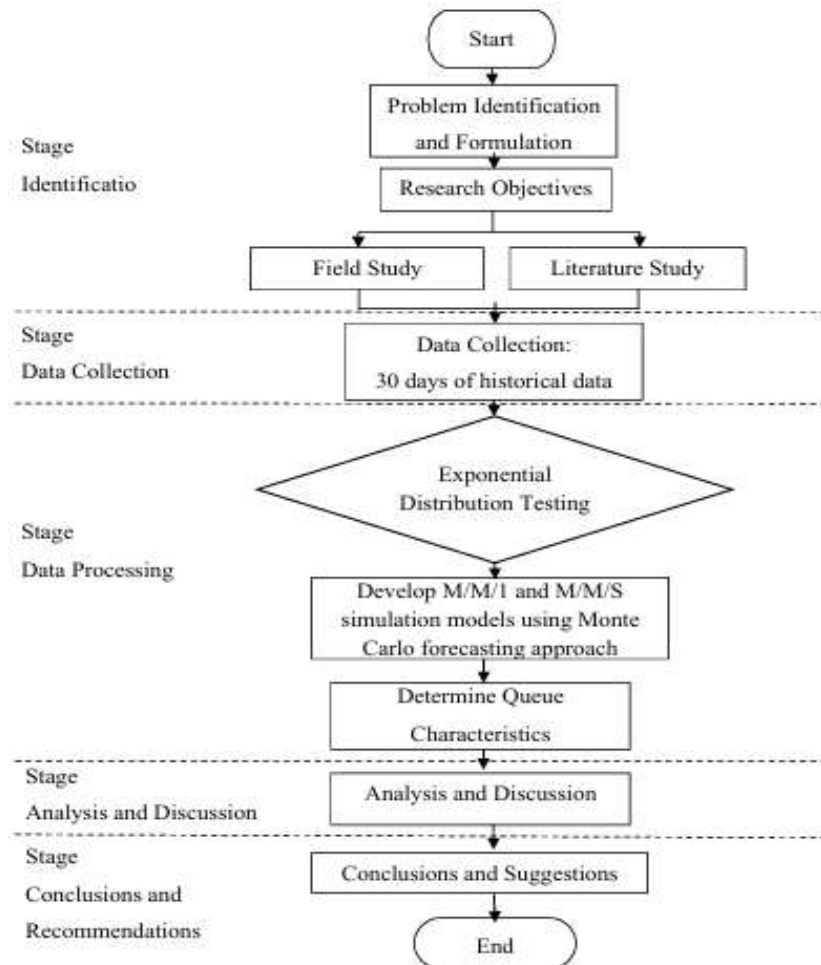 Start
Problem Identification
and Formulation
Stage
Identificatio
Research Objectives
Field Study
Literature Study
Stage
Data Collection
Data Collection:
30 days of historical data
Exponential
Distribution Testing
Stage
Data Processing
Develop M/M/1 and M/M/S
simulation models using Monte
Carlo forecasting approach
Determine Queue
Characteristics
Stage
Analysis and Discussion
Analysis and Discussion
Stage
Conclusions and
Recommendations
Conclusions and Suggestions
End